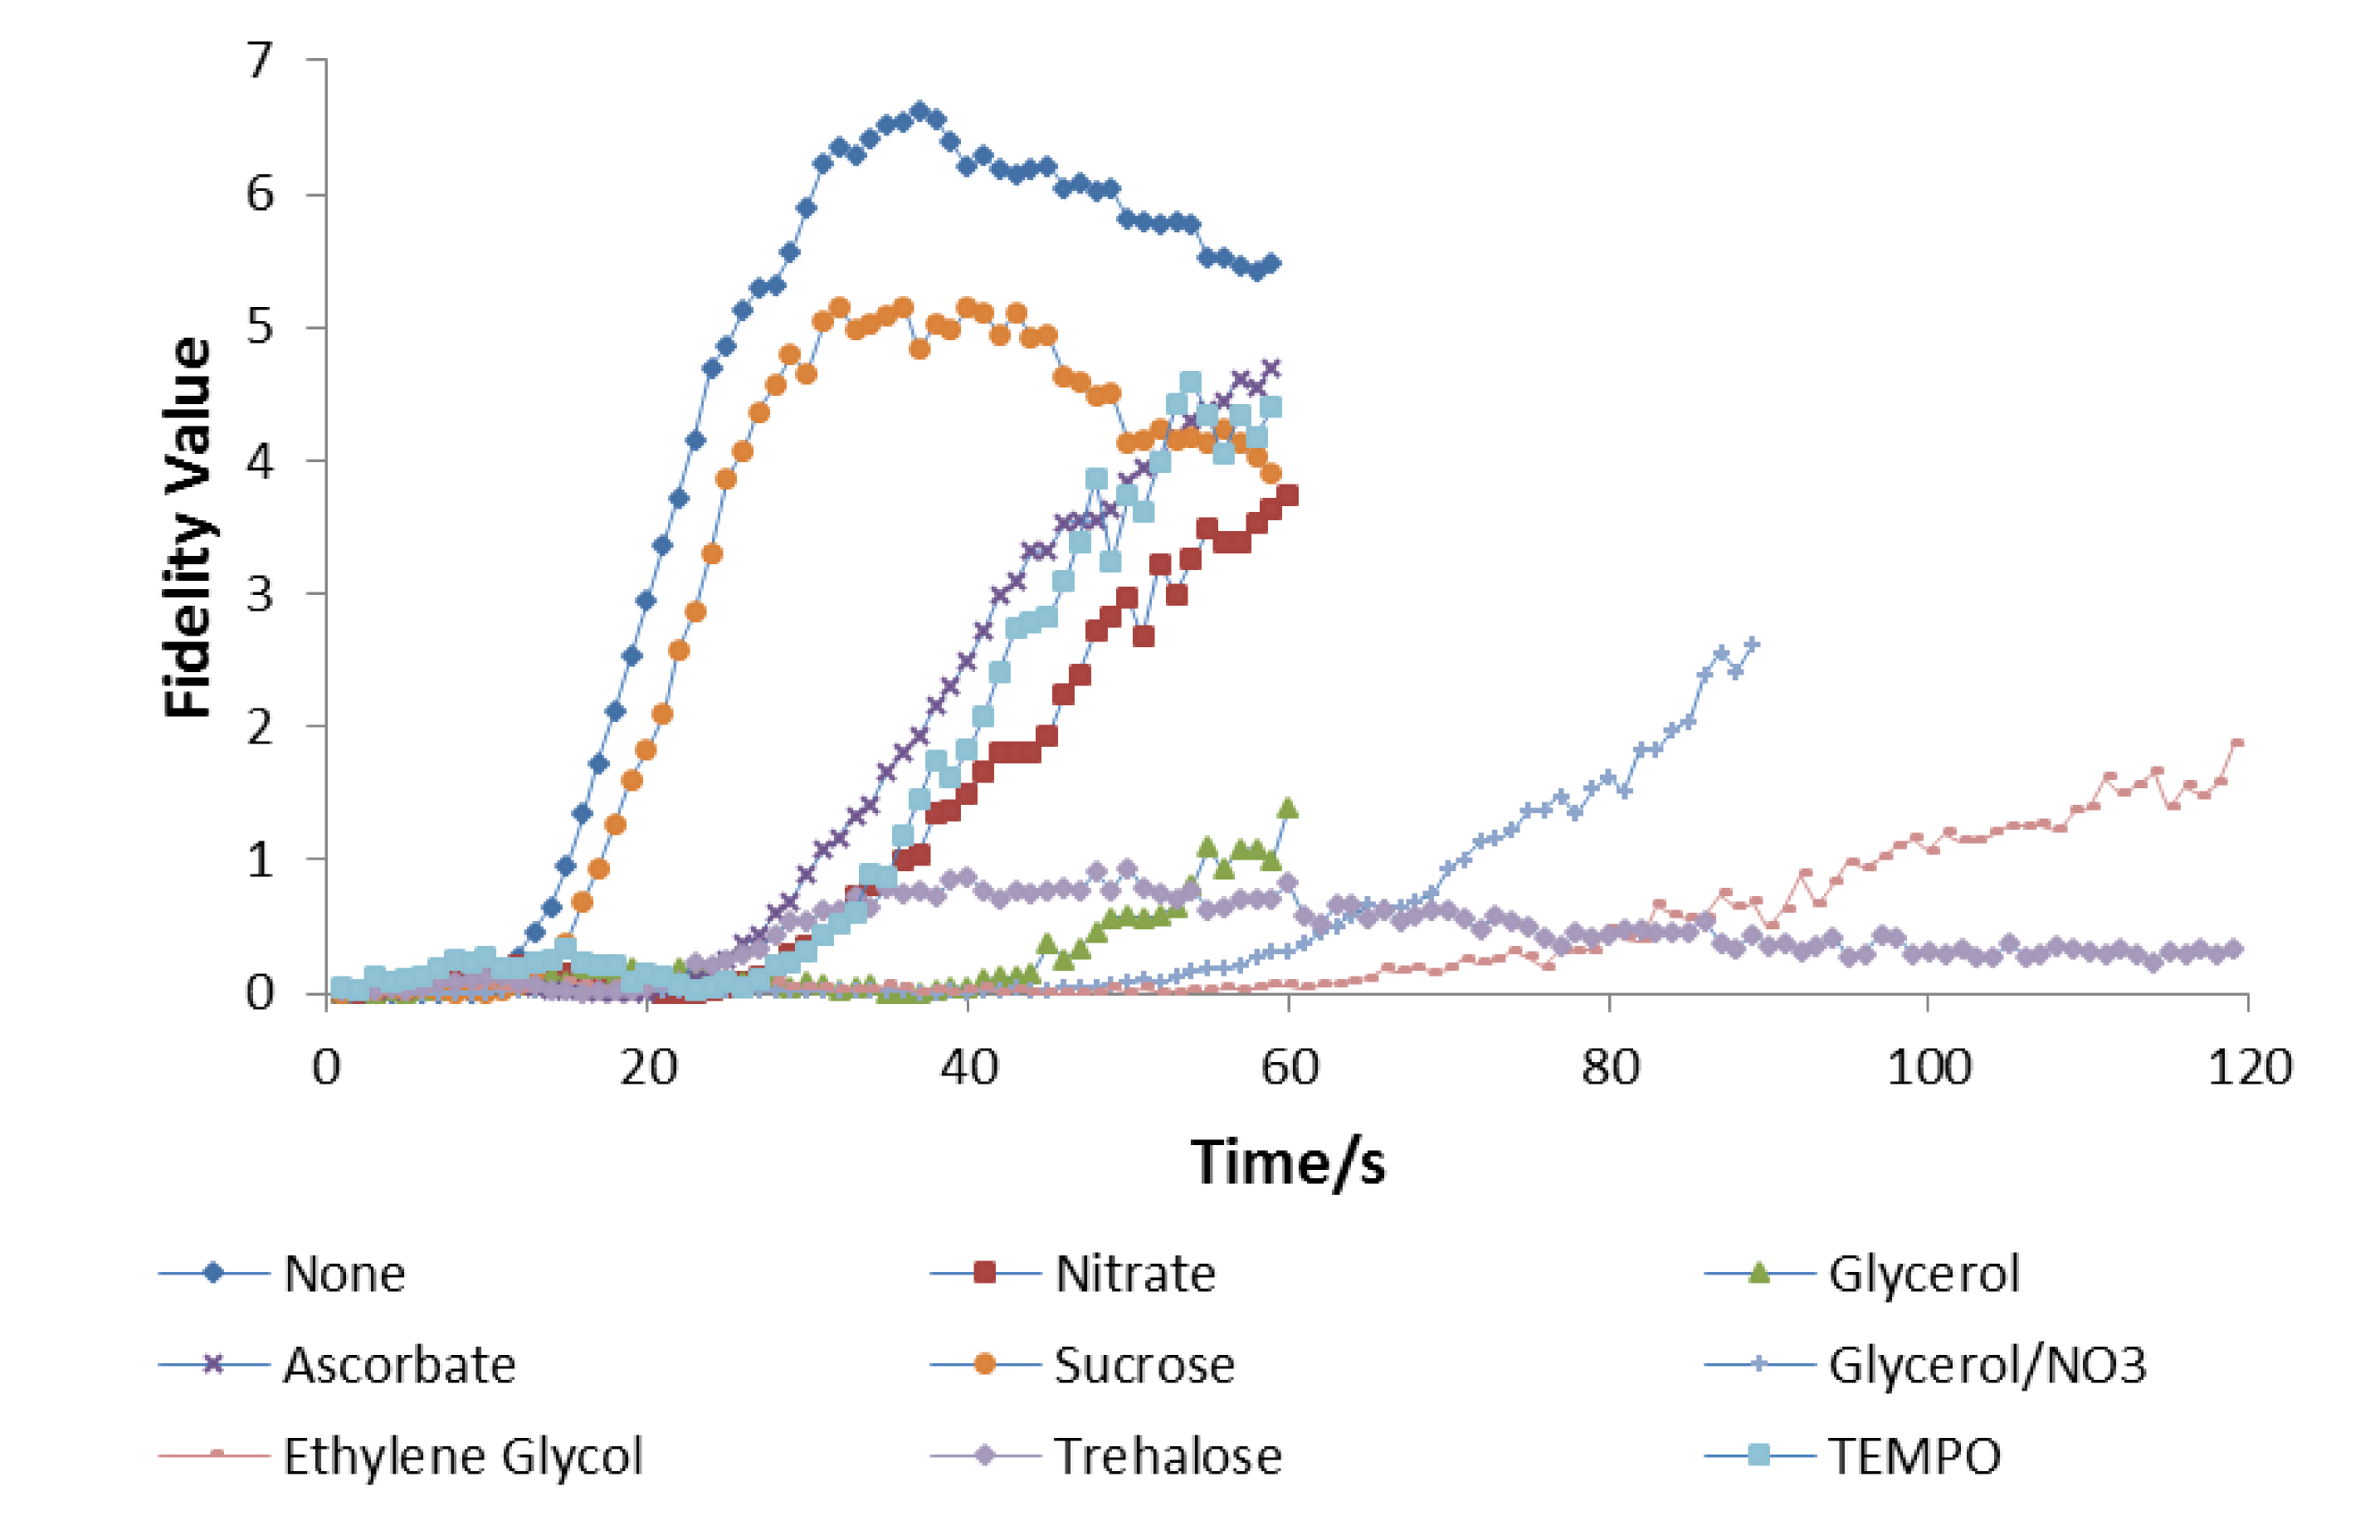 7
6
5
4
3
2
1
0
Fidelity Value
0 20 40 60 80 100 120
Time/s
None Nitrate Glycerol
Ascorbate Sucrose Glycerol/NO3
Ethylene Glycol Trehalose TEMPO